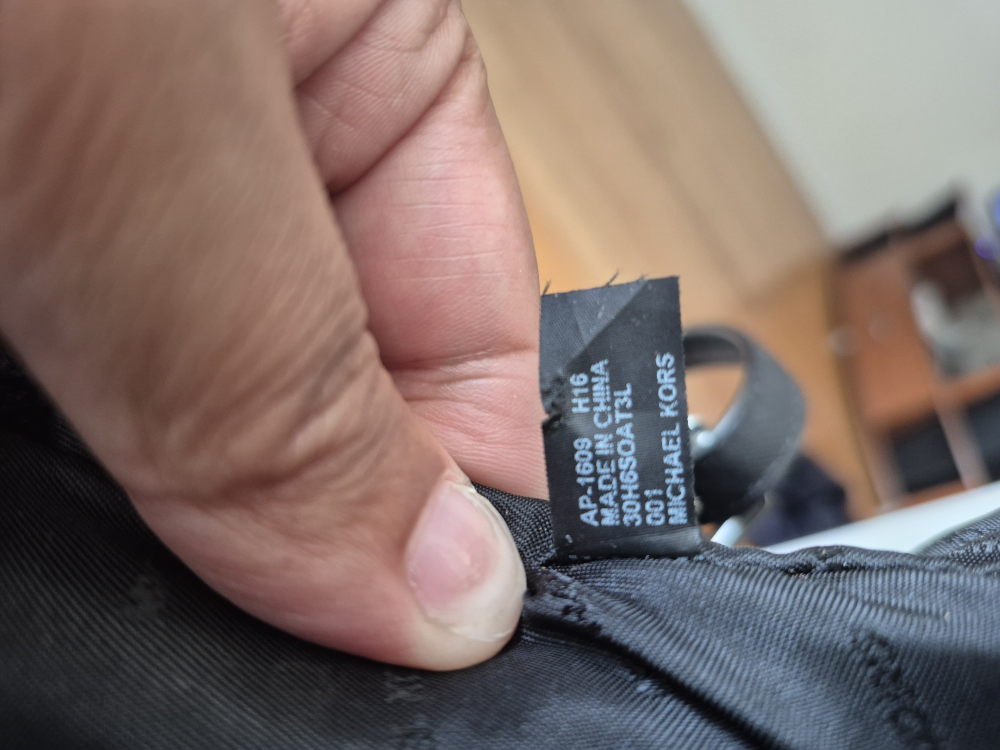 AP-1609 H16
MADE IN CHINA
30H6SOAT3L
001
MICHAEL KORS